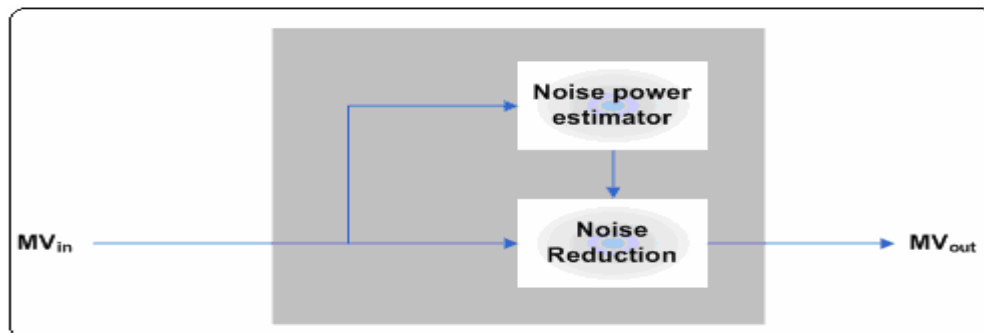 Noise power
estimator
MVin
Noise
Reduction
MVout